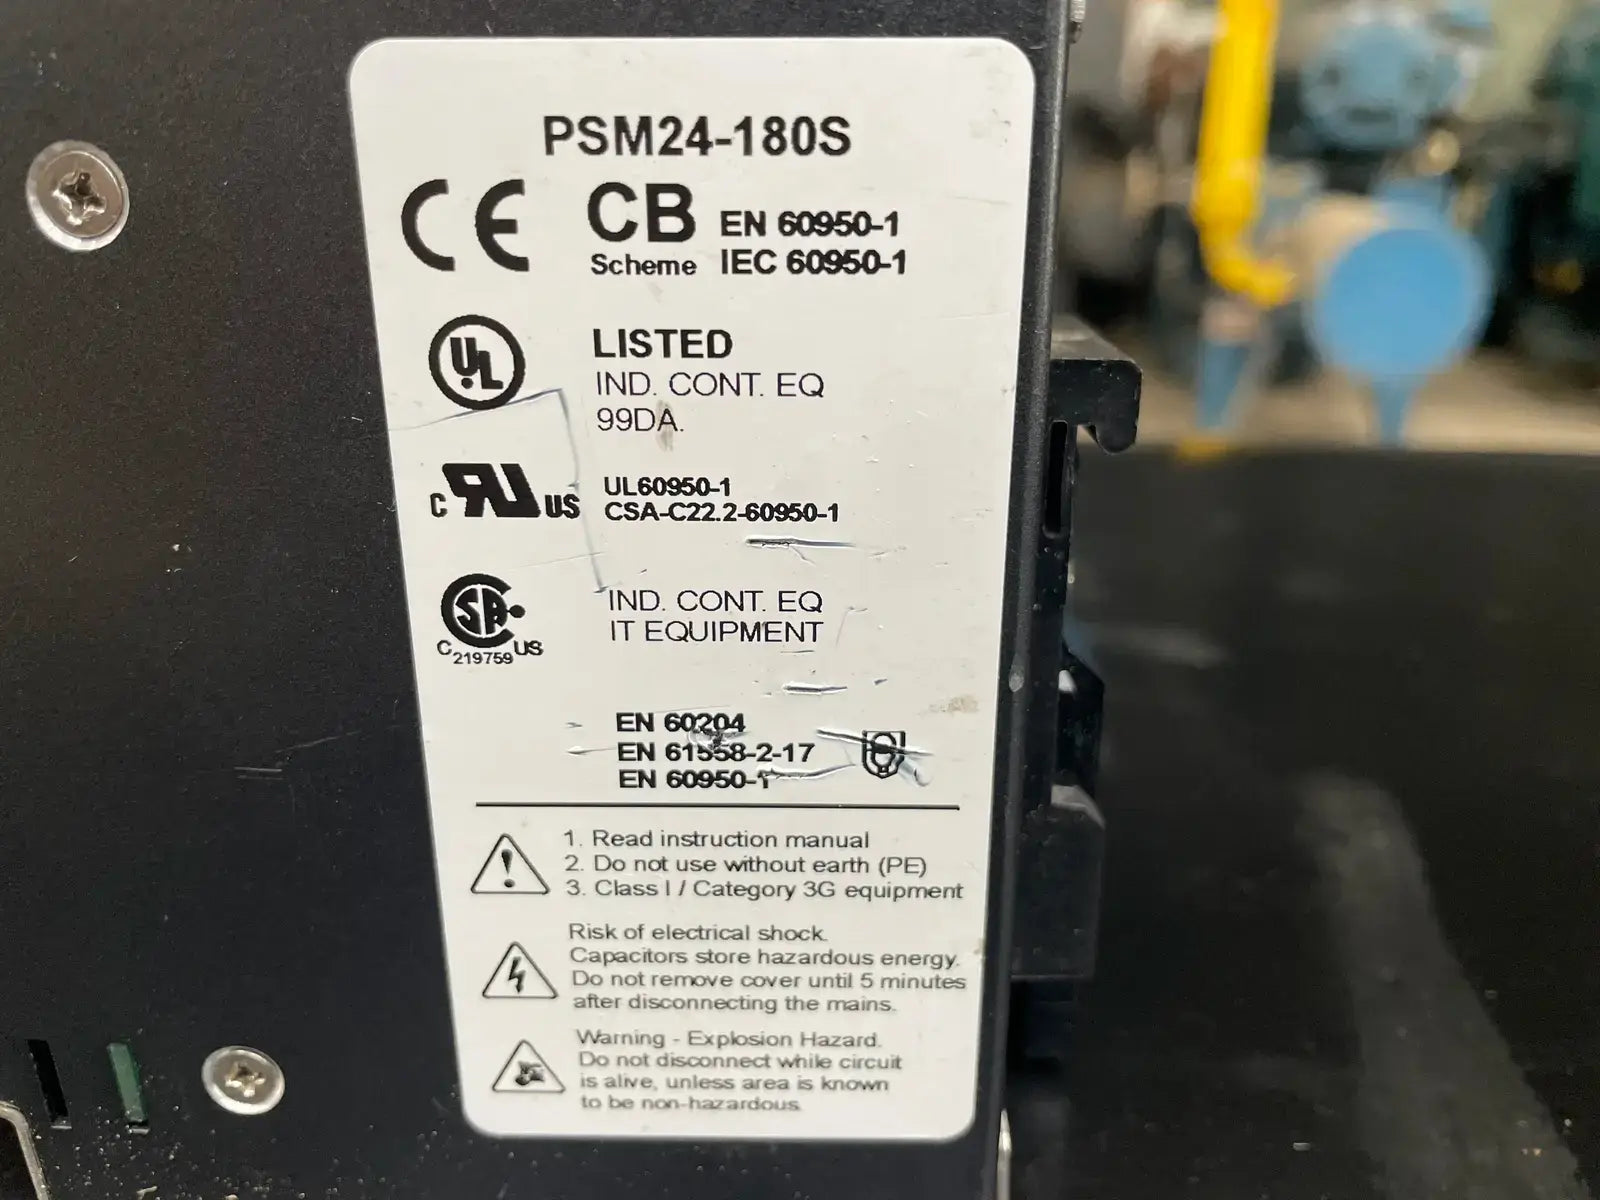 PSM24-180S
CE CB EN 60950-1
Scheme IEC 60950-1
UL LISTED
IND. CONT. EQ
99DA.
C RU US UL60950-1
CSA-C22.2-60950-1
SA IND. CONT. EQ
C 219759 US IT EQUIPMENT
EN 60204
EN 61558-2-17
EN 60950-1
1. Read instruction manual
2. Do not use without earth (PE)
3. Class I / Category 3G equipment
Risk of electrical shock.
Capacitors store hazardous energy.
Do not remove cover until 5 minutes
after disconnecting the mains.
Warning - Explosion Hazard.
Do not disconnect while circuit
is alive, unless area is known
to be non-hazardous.